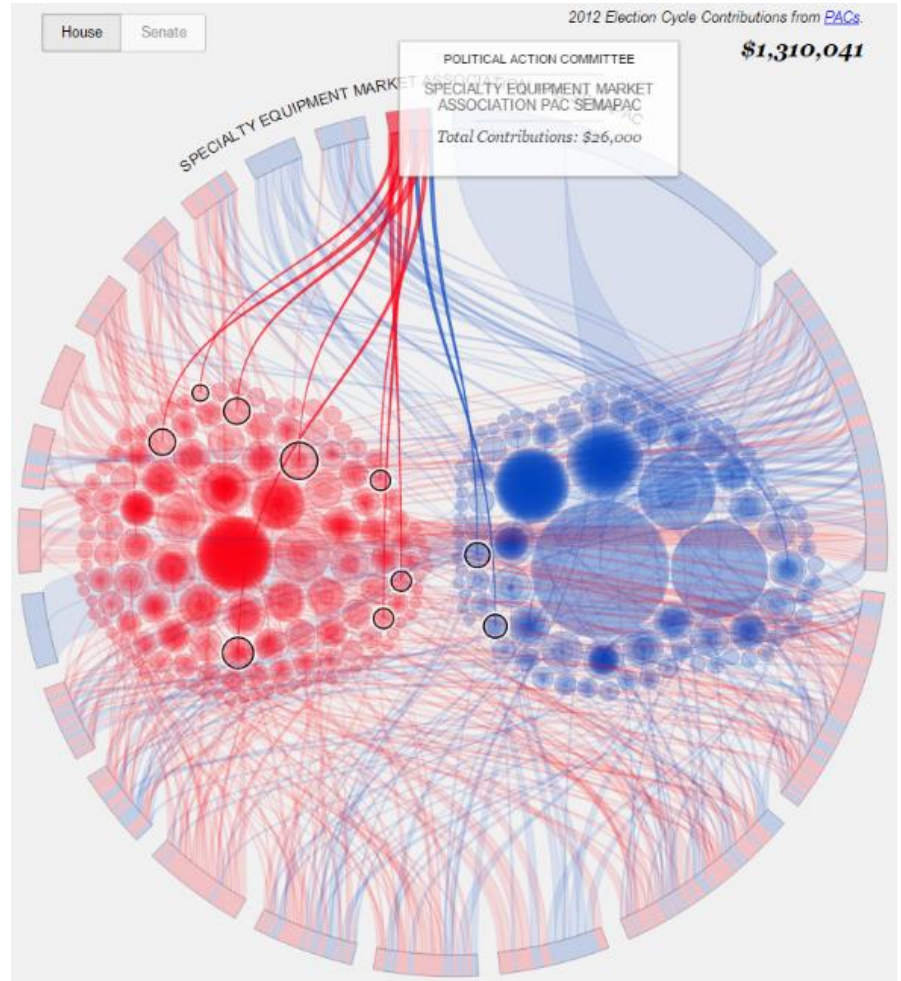 House
Senate
2012 Election Cycle Contributions from PACs.
$1,310,041
POLITICAL ACTION COMMITTEE
SPECIALTY EQUIPMENT MARKET
ASSOCIATION PAC SEMAPAC
Total Contributions: $26,000
SPECIALTY EQUIPMENT MARKET ASSOCIATION